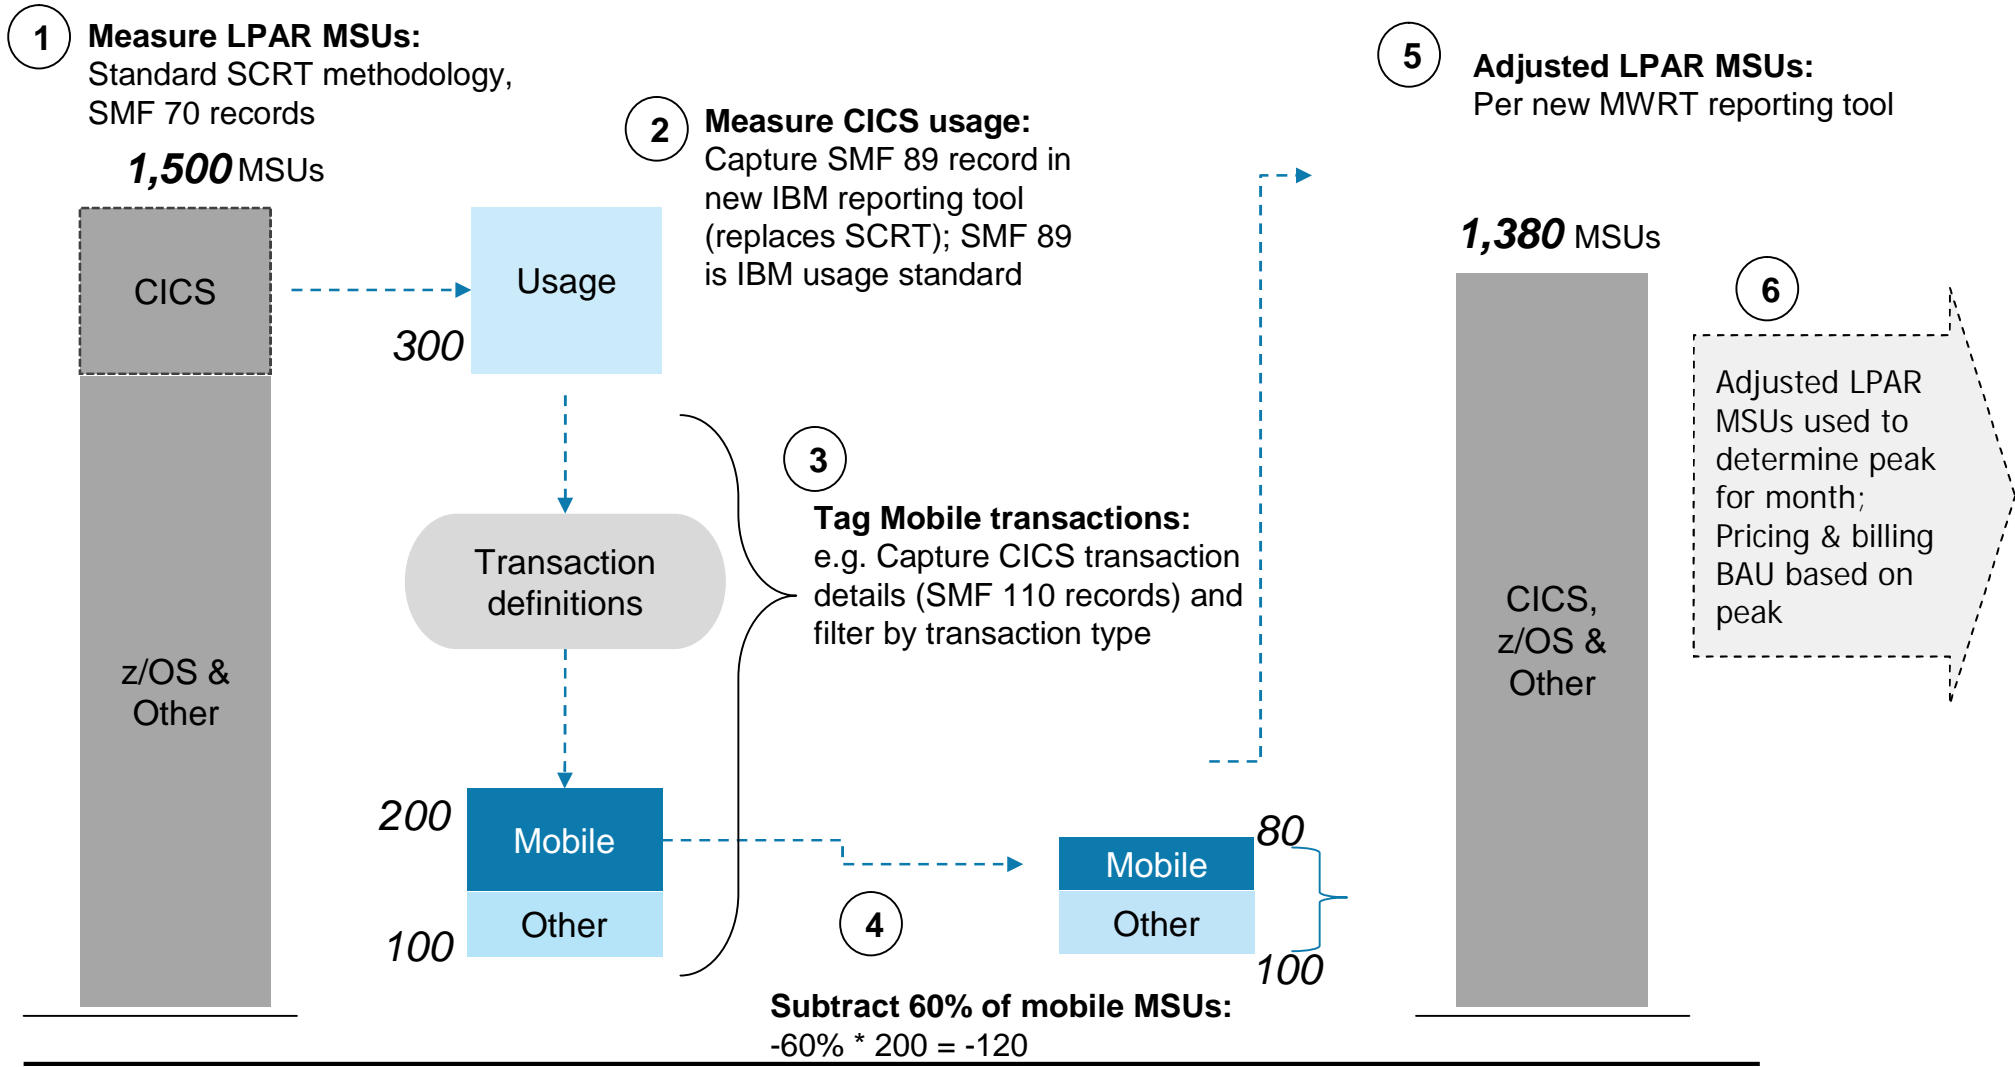 1
Measure LPAR MSUs:
Standard SCRT methodology,
SMF 70 records
1,500 MSUs
CICS
z/OS &
Other
2
Measure CICS usage:
Capture SMF 89 record in
new IBM reporting tool
(replaces SCRT); SMF 89
is IBM usage standard
Usage
300
Transaction
definitions
3
Tag Mobile transactions:
e.g. Capture CICS transaction
details (SMF 110 records) and
filter by transaction type
200
Mobile
Other
100
4
Subtract 60% of mobile MSUs:
-60% * 200 = -120
80
Mobile
Other
100
5
Adjusted LPAR MSUs:
Per new MWRT reporting tool
1,380 MSUs
CICS,
z/OS &
Other
6
Adjusted LPAR
MSUs used to
determine peak
for month;
Pricing & billing
BAU based on
peak